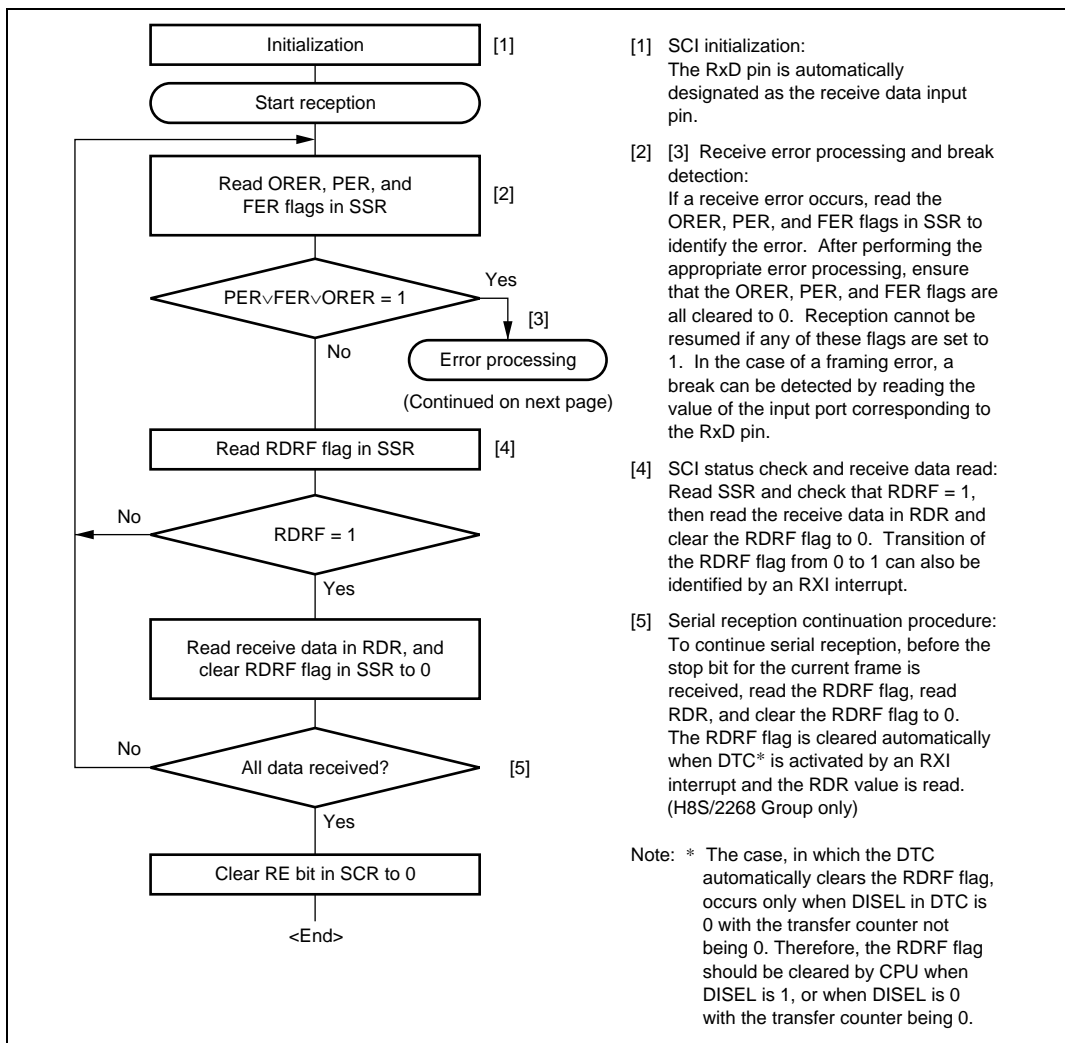 Initialization
[1]
Start reception
Read ORER, PER, and
FER flags in SSR
[2]
PER∨FER∨ORER = 1
Yes
[3]
No
Error processing
(Continued on next page)
Read RDRF flag in SSR
[4]
No
RDRF = 1
Yes
Read receive data in RDR, and
clear RDRF flag in SSR to 0
No
All data received?
[5]
Yes
Clear RE bit in SCR to 0
<End>
[1] SCI initialization:
The RxD pin is automatically
designated as the receive data input
pin.
[2] [3] Receive error processing and break
detection:
If a receive error occurs, read the
ORER, PER, and FER flags in SSR to
identify the error. After performing the
appropriate error processing, ensure
that the ORER, PER, and FER flags are
all cleared to 0. Reception cannot be
resumed if any of these flags are set to
1. In the case of a framing error, a
break can be detected by reading the
value of the input port corresponding to
the RxD pin.
[4] SCI status check and receive data read:
Read SSR and check that RDRF = 1,
then read the receive data in RDR and
clear the RDRF flag to 0. Transition of
the RDRF flag from 0 to 1 can also be
identified by an RXI interrupt.
[5] Serial reception continuation procedure:
To continue serial reception, before the
stop bit for the current frame is
received, read the RDRF flag, read
RDR, and clear the RDRF flag to 0.
The RDRF flag is cleared automatically
when DTC* is activated by an RXI
interrupt and the RDR value is read.
(H8S/2268 Group only)
Note: * The case, in which the DTC
automatically clears the RDRF flag,
occurs only when DISEL in DTC is
0 with the transfer counter not
being 0. Therefore, the RDRF flag
should be cleared by CPU when
DISEL is 1, or when DISEL is 0
with the transfer counter being 0.